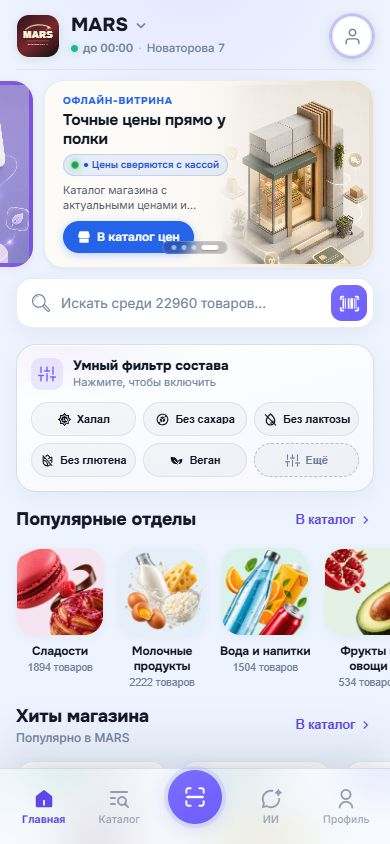 MARS
MARS
до 00:00 · Новаторова 7
ОФЛАЙН-ВИТРИНА
Точные цены прямо у
полки
• Цены сверяются с кассой
Каталог магазина с
актуальными ценами и...
В каталог цен
Искать среди 22960 товаров...
Умный фильтр состава
Нажмите, чтобы включить
Халал
Без сахара
Без лактозы
Без глютена
Веган
Ещё
Популярные отделы
В каталог
Сладости
1894 товаров
Молочные
продукты
2222 товаров
Вода и напитки
1504 товаров
Фрукты
овощи
534 товар
Хиты магазина
Популярно в MARS
В каталог
Главная
Каталог
ИИ
Профиль